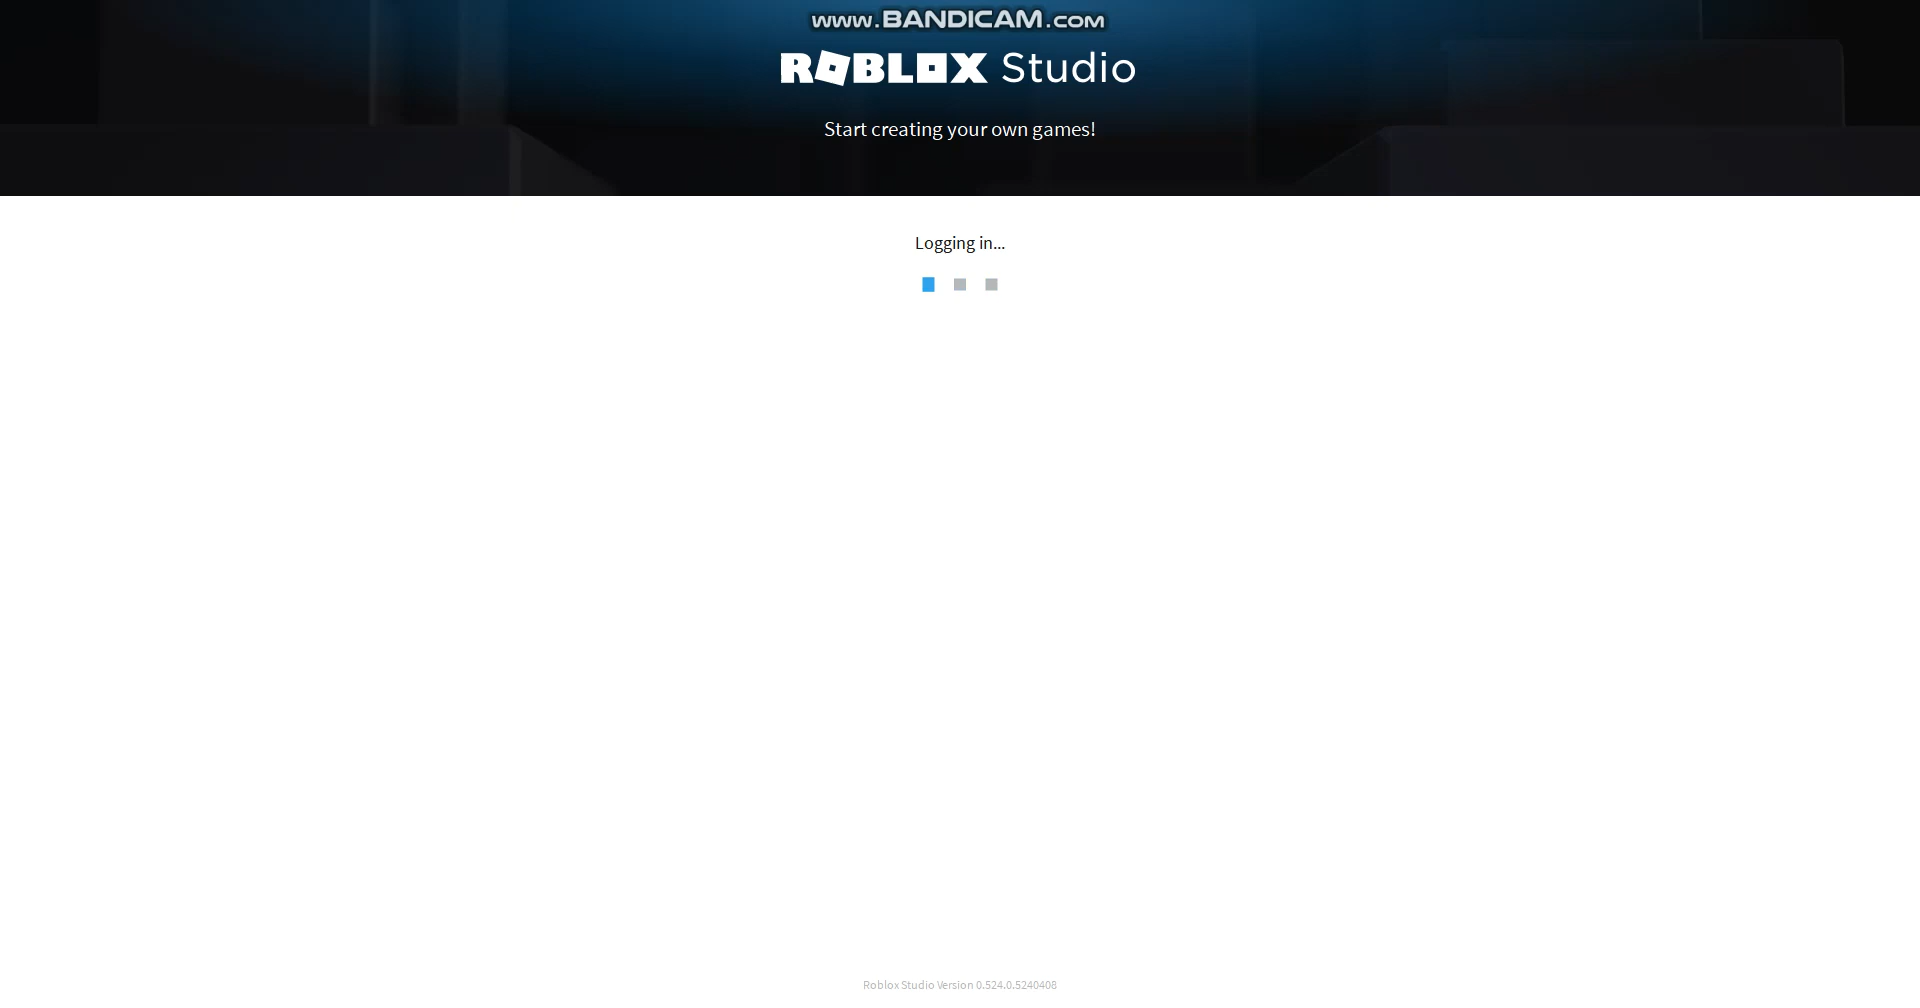 www.BANDICAM.com
ROBLOX Studio
Start creating your own games!
Logging in...
Roblox Studio Version 0.524.0.5240408